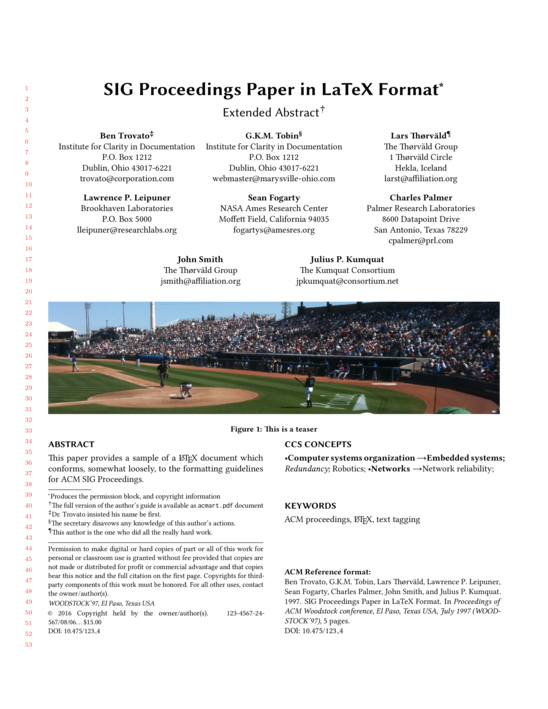 SIG Proceedings Paper in LaTeX Format*
Extended Abstract†
Ben Trovato‡
Institute for Clarity in Documentation
P.O. Box 1212
Dublin, Ohio 43017-6221
trovato@corporation.com
G.K.M. Tobin§
Institute for Clarity in Documentation
P.O. Box 1212
Dublin, Ohio 43017-6221
webmaster@marysville-ohio.com
Lars Thørväld¶
The Thørväld Group
1 Thørväld Circle
Hekla, Iceland
larst@affiliation.org
Lawrence P. Leipuner
Brookhaven Laboratories
P.O. Box 5000
lleipuner@researchlabs.org
Sean Fogarty
NASA Ames Research Center
Moffett Field, California 94035
fogartys@amesres.org
Charles Palmer
Palmer Research Laboratories
8600 Datapoint Drive
San Antonio, Texas 78229
cpalmer@prl.com
John Smith
The Thørväld Group
jsmith@affiliation.org
Julius P. Kumquat
The Kumquat Consortium
jpkumquat@consortium.net
Figure 1: This is a teaser
ABSTRACT
This paper provides a sample of a LATEX document which
conforms, somewhat loosely, to the formatting guidelines
for ACM SIG Proceedings.
*Produces the permission block, and copyright information
†The full version of the author's guide is available as acmart.pdf document
‡Dr. Trovato insisted his name be first.
§The secretary disavows any knowledge of this author's actions.
¶This author is the one who did all the really hard work.
Permission to make digital or hard copies of part or all of this work for
personal or classroom use is granted without fee provided that copies are
not made or distributed for profit or commercial advantage and that copies
bear this notice and the full citation on the first page. Copyrights for third-
party components of this work must be honored. For all other uses, contact
the owner/author(s).
WOODSTOCK'97, El Paso, Texas USA
© 2016 Copyright held by the owner/author(s). 123-4567-24-
567/08/06...$15.00
DOI: 10.475/123_4
CCS CONCEPTS
•Computer systems organization →Embedded systems;
Redundancy; Robotics; •Networks →Network reliability;
KEYWORDS
ACM proceedings, LATEX, text tagging
ACM Reference format:
Ben Trovato, G.K.M. Tobin, Lars Thørväld, Lawrence P. Leipuner,
Sean Fogarty, Charles Palmer, John Smith, and Julius P. Kumquat.
1997. SIG Proceedings Paper in LaTeX Format. In Proceedings of
ACM Woodstock conference, El Paso, Texas USA, July 1997 (WOOD-
STOCK'97), 5 pages.
DOI: 10.475/123_4
1
2
3
4
5
6
7
8
9
10
11
12
13
14
15
16
17
18
19
20
21
22
23
24
25
26
27
28
29
30
31
32
33
34
35
36
37
38
39
40
41
42
43
44
45
46
47
48
49
50
51
52
53